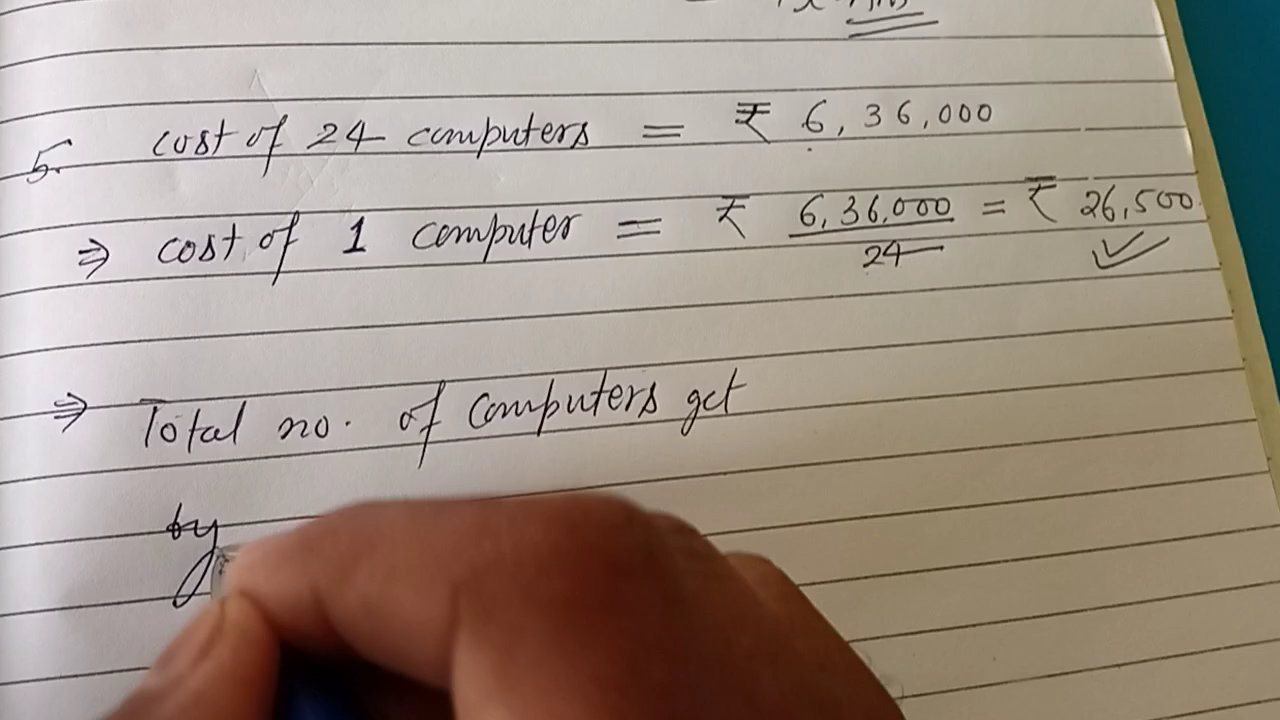 5. cost of 24 computers = ₹ 6,36,000
⇒ cost of 1 computer = ₹ 6,36,000 / 24 = ₹ 26,500
⇒ Total no. of computers get
by